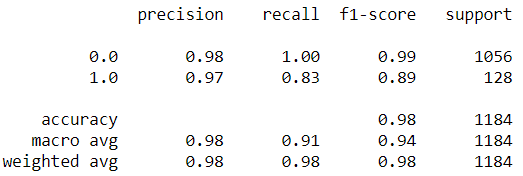 precision recall f1-score support
0.0 0.98 1.00 0.99 1056
1.0 0.97 0.83 0.89 128
accuracy 0.98 1184
macro avg 0.98 0.91 0.94 1184
weighted avg 0.98 0.98 0.98 1184